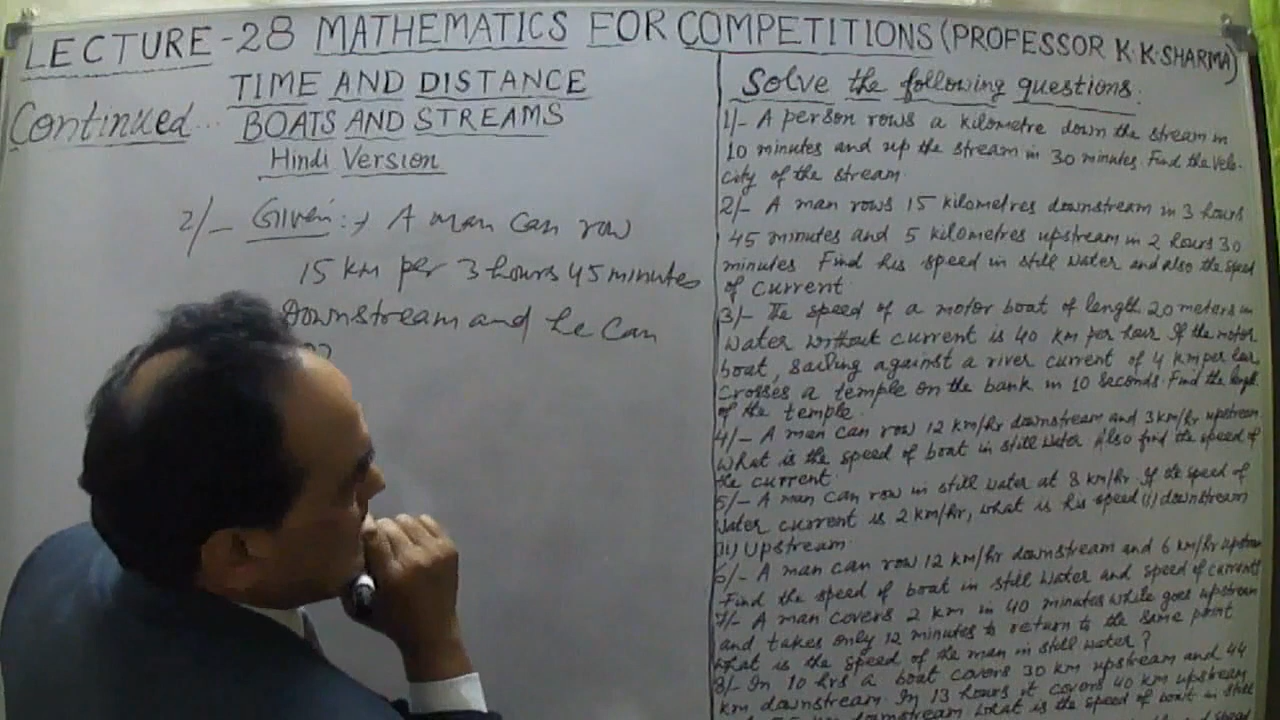 LECTURE-28 MATHEMATICS FOR COMPETITIONS (PROFESSOR K.K.SHARMA)
TIME AND DISTANCE
Continued... BOATS AND STREAMS
Hindi Version
2/- Given :→ A man can row
15 km per 3 hours 45 minutes
Downstream and he can
Solve the following questions.
1/- A person rows a kilometre down the stream in
10 minutes and up the stream in 30 minutes. Find the velo-
city of the stream.
2/- A man rows 15 kilometres downstream in 3 hours
45 minutes and 5 kilometres upstream in 2 hours 30
minutes Find his speed in still water and also the speed
of current.
3/- The speed of a motor boat of length 20 meters in
water without current is 40 km per hour If the motor
boat, sailing against a river current of 4 km per hour
crosses a temple on the bank in 10 seconds. Find the length
of the temple.
4/- A man can row 12 km/hr downstream and 3 km/hr upstream
What is the speed of boat in still water Also find the speed of
the current.
5/- A man can row in still water at 8 km/hr If the speed of
water current is 2 km/hr, what is his speed (i) downstream
(ii) Upstream.
6/- A man can row 12 km/hr downstream and 6 km/hr upstream
Find the speed of boat in still water and speed of current
7/- A man covers 2 km in 40 minutes while goes upstream
and takes only 12 minutes to return to the same point
What is the speed of the man in still water?
8/- In 10 hrs a boat covers 30 km upstream and 44
km downstream. In 13 hours it covers 40 km upstream
downstream what is the speed of boat in still